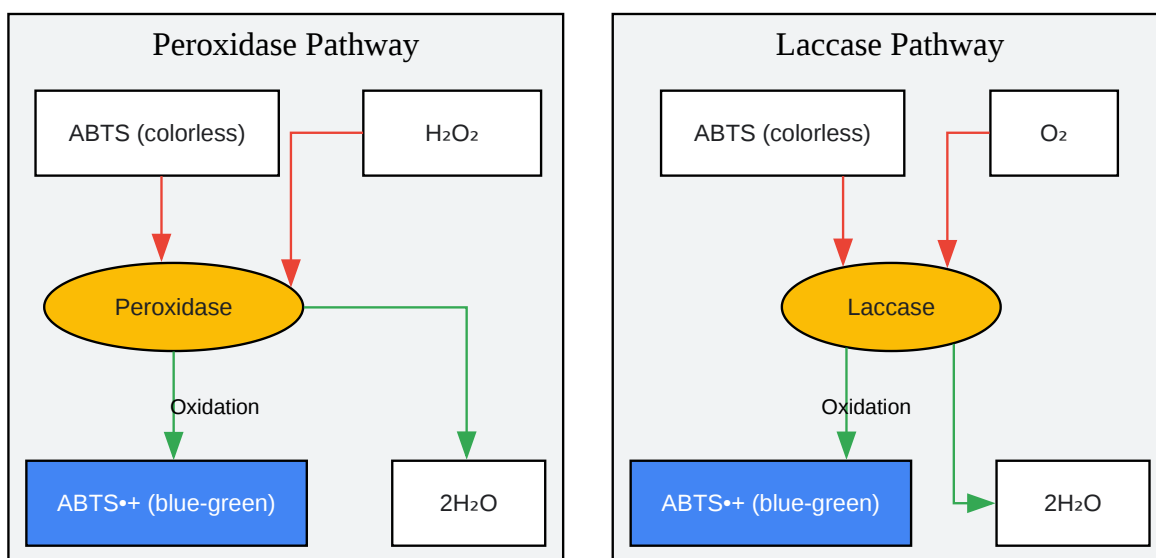 Peroxidase Pathway
ABTS (colorless)
H₂O₂
Peroxidase
Oxidation
ABTS•+ (blue-green)
2H₂O
Laccase Pathway
ABTS (colorless)
O₂
Laccase
Oxidation
ABTS•+ (blue-green)
2H₂O